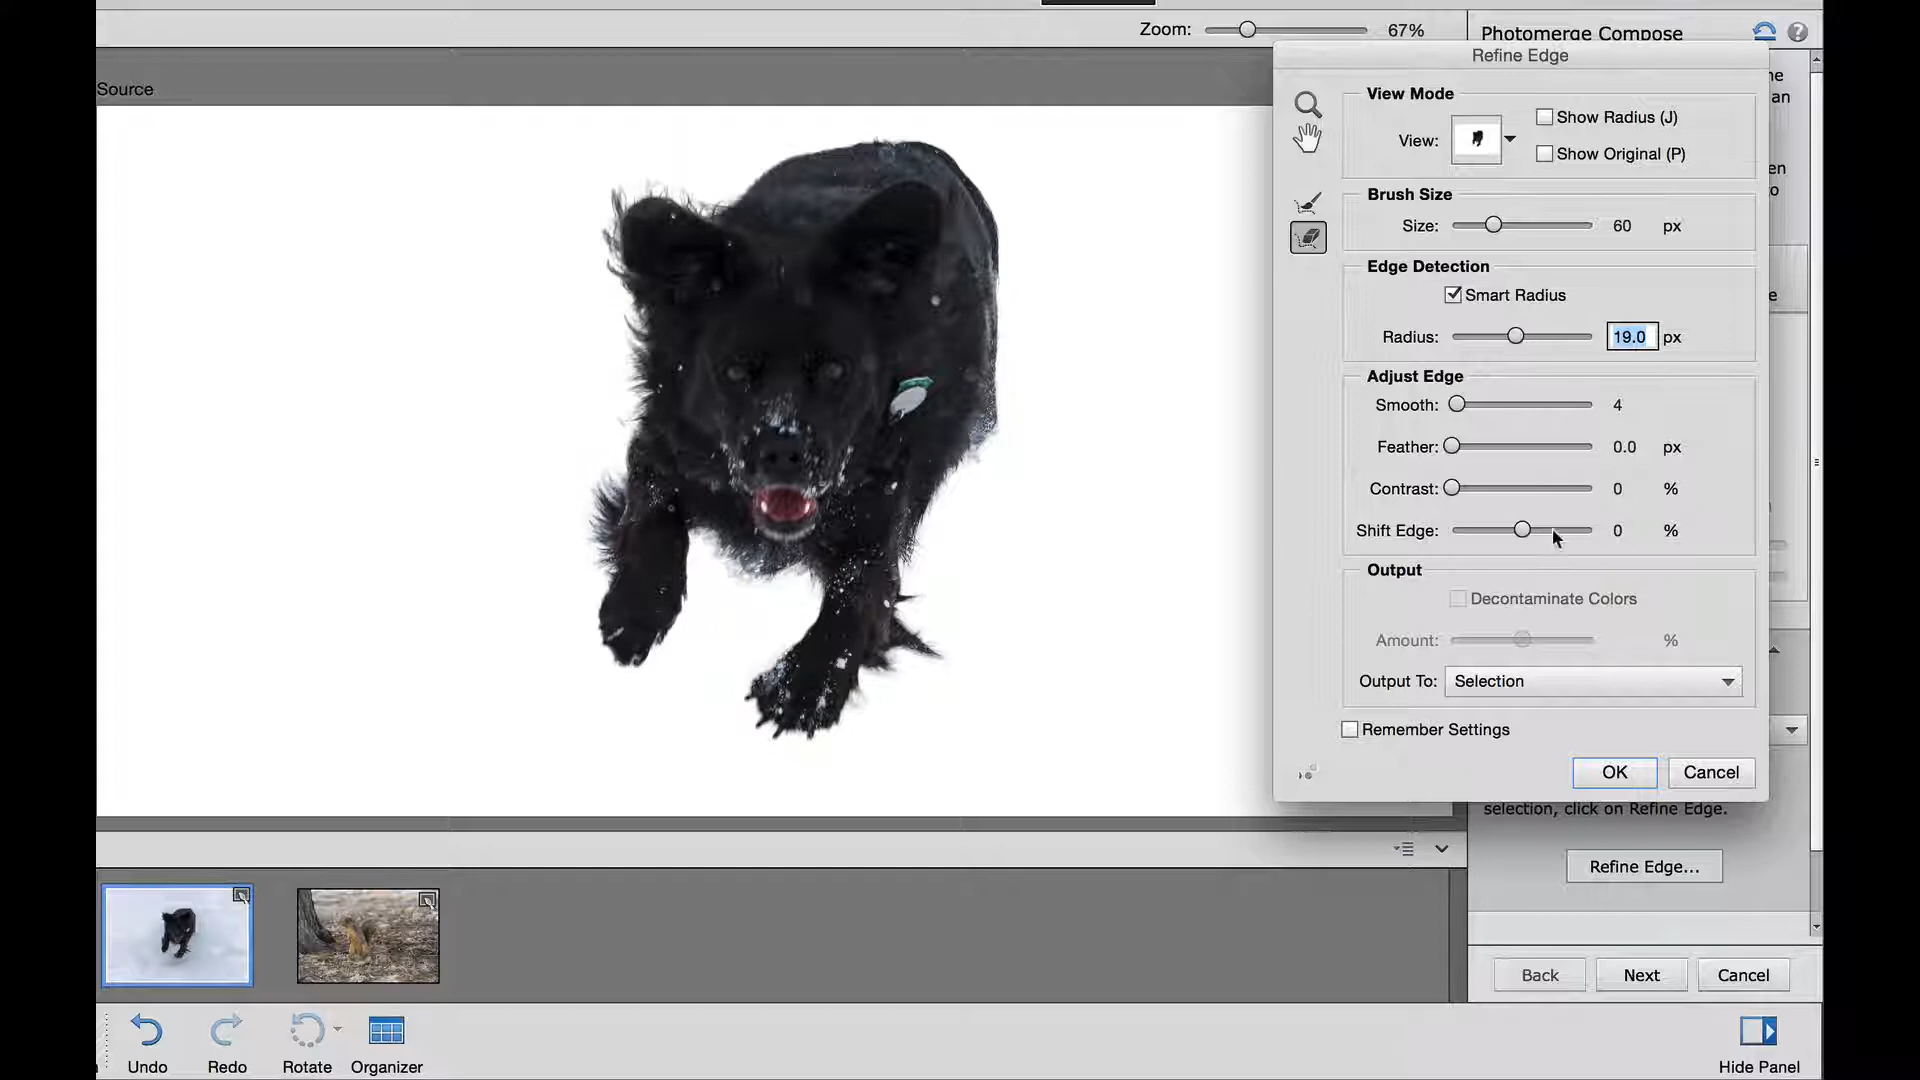 Zoom:
67%
Photomerge Compose
Source
Refine Edge
View Mode
View:
Show Radius (J)
Show Original (P)
Brush Size
Size:
60
px
Edge Detection
Smart Radius
Radius:
19.0
px
Adjust Edge
Smooth:
4
Feather:
0.0
px
Contrast:
0
%
Shift Edge:
0
%
Output
Decontaminate Colors
Amount:
%
Output To:
Selection
Remember Settings
OK
Cancel
selection, click on Refine Edge.
Refine Edge...
Back
Next
Cancel
Undo
Redo
Rotate
Organizer
Hide Panel